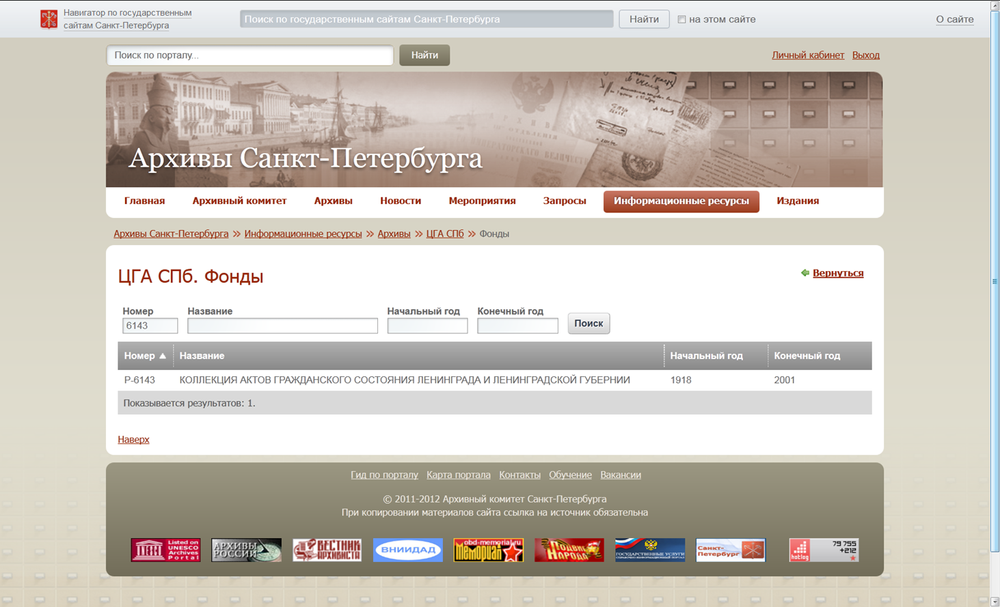 Навигатор по государственным
сайтам Санкт-Петербурга
Поиск по государственным сайтам Санкт-Петербурга
Найти
на этом сайте
О сайте
Поиск по порталу...
Найти
Личный кабинет Выход
Архивы Санкт-Петербурга
Главная Архивный комитет Архивы Новости Мероприятия Запросы Информационные ресурсы Издания
Архивы Санкт-Петербурга » Информационные ресурсы » Архивы » ЦГА СПб » Фонды
ЦГА СПб. Фонды
Вернуться
Номер Название Начальный год Конечный год
6143
Поиск
Номер ▲ Название Начальный год Конечный год
Р-6143 КОЛЛЕКЦИЯ АКТОВ ГРАЖДАНСКОГО СОСТОЯНИЯ ЛЕНИНГРАДА И ЛЕНИНГРАДСКОЙ ГУБЕРНИИ 1918 2001
Показывается результатов: 1.
Наверх
Гид по порталу Карта портала Контакты Обучение Вакансии
© 2011-2012 Архивный комитет Санкт-Петербурга
При копировании материалов сайта ссылка на источник обязательна
Listed on
UNESCO
Archives
Portal
АРХИВЫ
РОССИИ
ВЕСТНИК
АРХИВИСТА
ВНИИДАД
obd-memorial.ru
Мемориал
Подвиг
Народа
ГОСУДАРСТВЕННЫЕ УСЛУГИ
Санкт-
Петербург
hotlog
79 755
+212